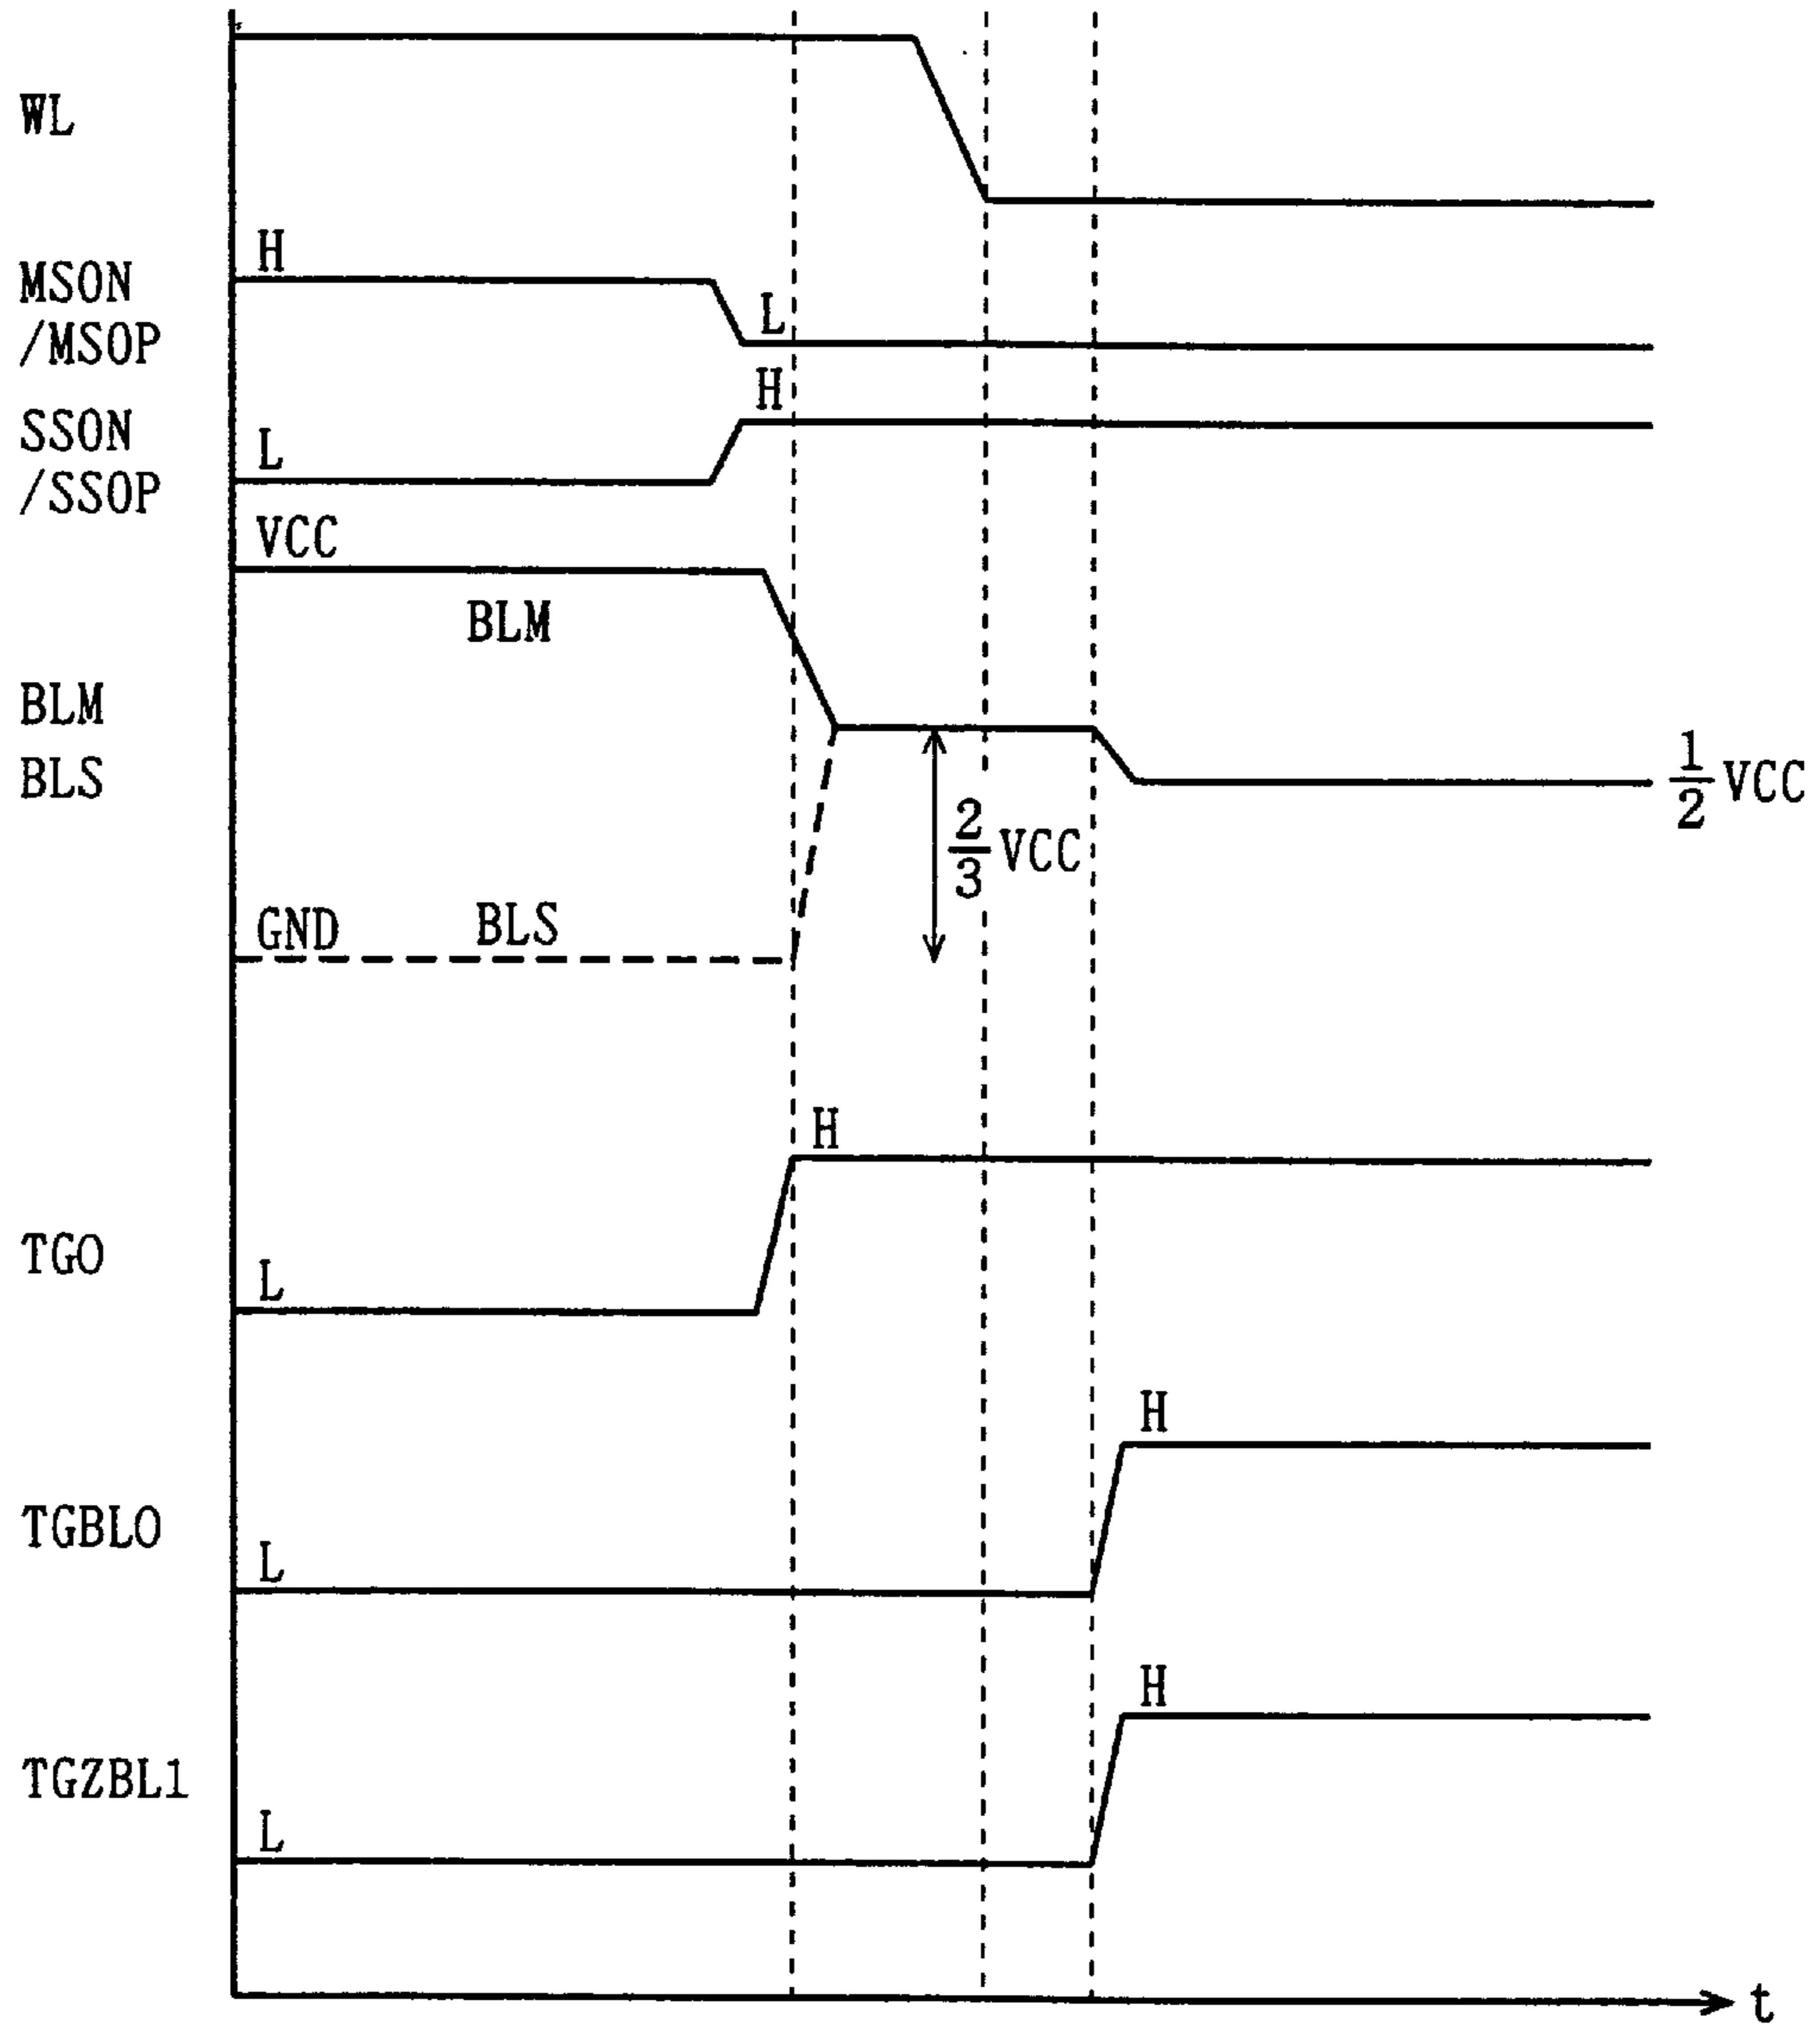 WL
H
MSON
/MSOP
L
H
SSON
/SSOP
L
VCC
BLM
BLM
BLS
1/2 VCC
2/3 VCC
GND
BLS
H
TGO
L
H
TGBLO
L
H
TGZBL1
L
t